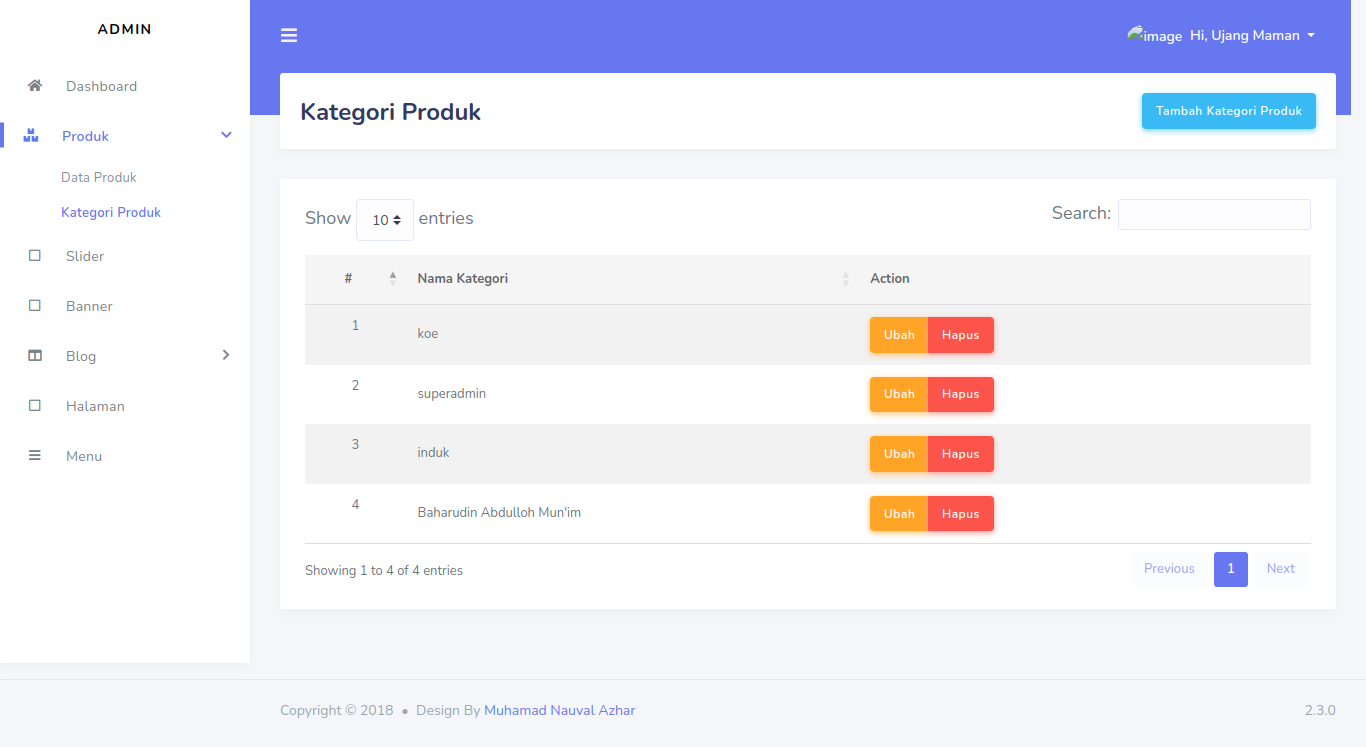 ADMIN
image Hi, Ujang Maman
Dashboard
Produk
Data Produk
Kategori Produk
Slider
Banner
Blog
Halaman
Menu
Kategori Produk
Tambah Kategori Produk
Show 10 entries
Search:
# Nama Kategori Action
1 koe Ubah Hapus
2 superadmin Ubah Hapus
3 induk Ubah Hapus
4 Baharudin Abdulloh Mun'im Ubah Hapus
Showing 1 to 4 of 4 entries
Previous 1 Next
Copyright © 2018 • Design By Muhamad Nauval Azhar
2.3.0